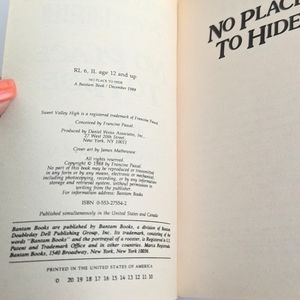 RL 6, IL age 12 and up
NO PLACE TO HIDE
A Bantam Book / December 1988
Sweet Valley High is a registered trademark of Francine Pascal.
Conceived by Francine Pascal.
Produced by Daniel Weiss Associates, Inc.
27 West 20th Street,
New York, NY 10011
Cover art by James Mathewuse
All rights reserved.
Copyright © 1988 by Francine Pascal.
No part of this book may be reproduced or transmitted
in any form or by any means, electronic or mechanical,
including photocopying, recording, or by any information
storage and retrieval system, without permission in
writing from the publisher.
For information address: Bantam Books
ISBN 0-553-27554-2
Published simultaneously in the United States and Canada
Bantam Books are published by Bantam Books, a division of Bantam
Doubleday Dell Publishing Group, Inc. Its trademark, consisting of the
words "Bantam Books" and the portrayal of a rooster, is Registered in U.S.
Patent and Trademark Office and in other countries. Marca Registrada.
Bantam Books, 1540 Broadway, New York, New York 10036.
PRINTED IN THE UNITED STATES OF AMERICA
O 20 19 18 17 16 15 14 13 12 11 10
NO PLACE
TO HIDE